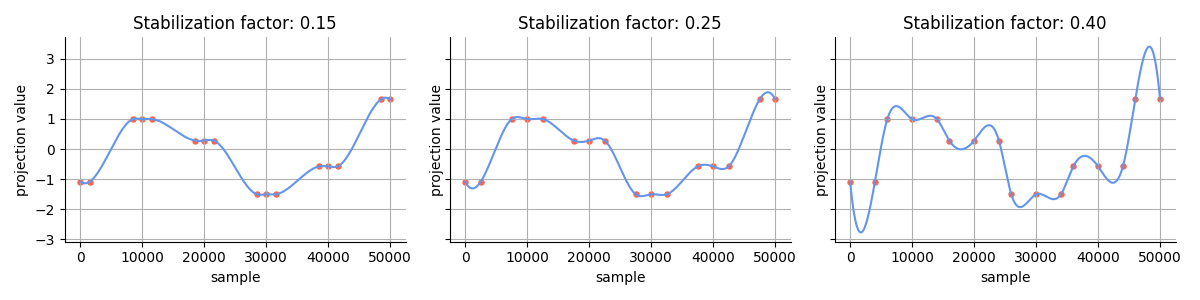 Stabilization factor: 0.15
projection value
3
2
1
0
−1
−2
−3
0 10000 20000 30000 40000 50000
sample
Stabilization factor: 0.25
projection value
0 10000 20000 30000 40000 50000
sample
Stabilization factor: 0.40
projection value
0 10000 20000 30000 40000 50000
sample